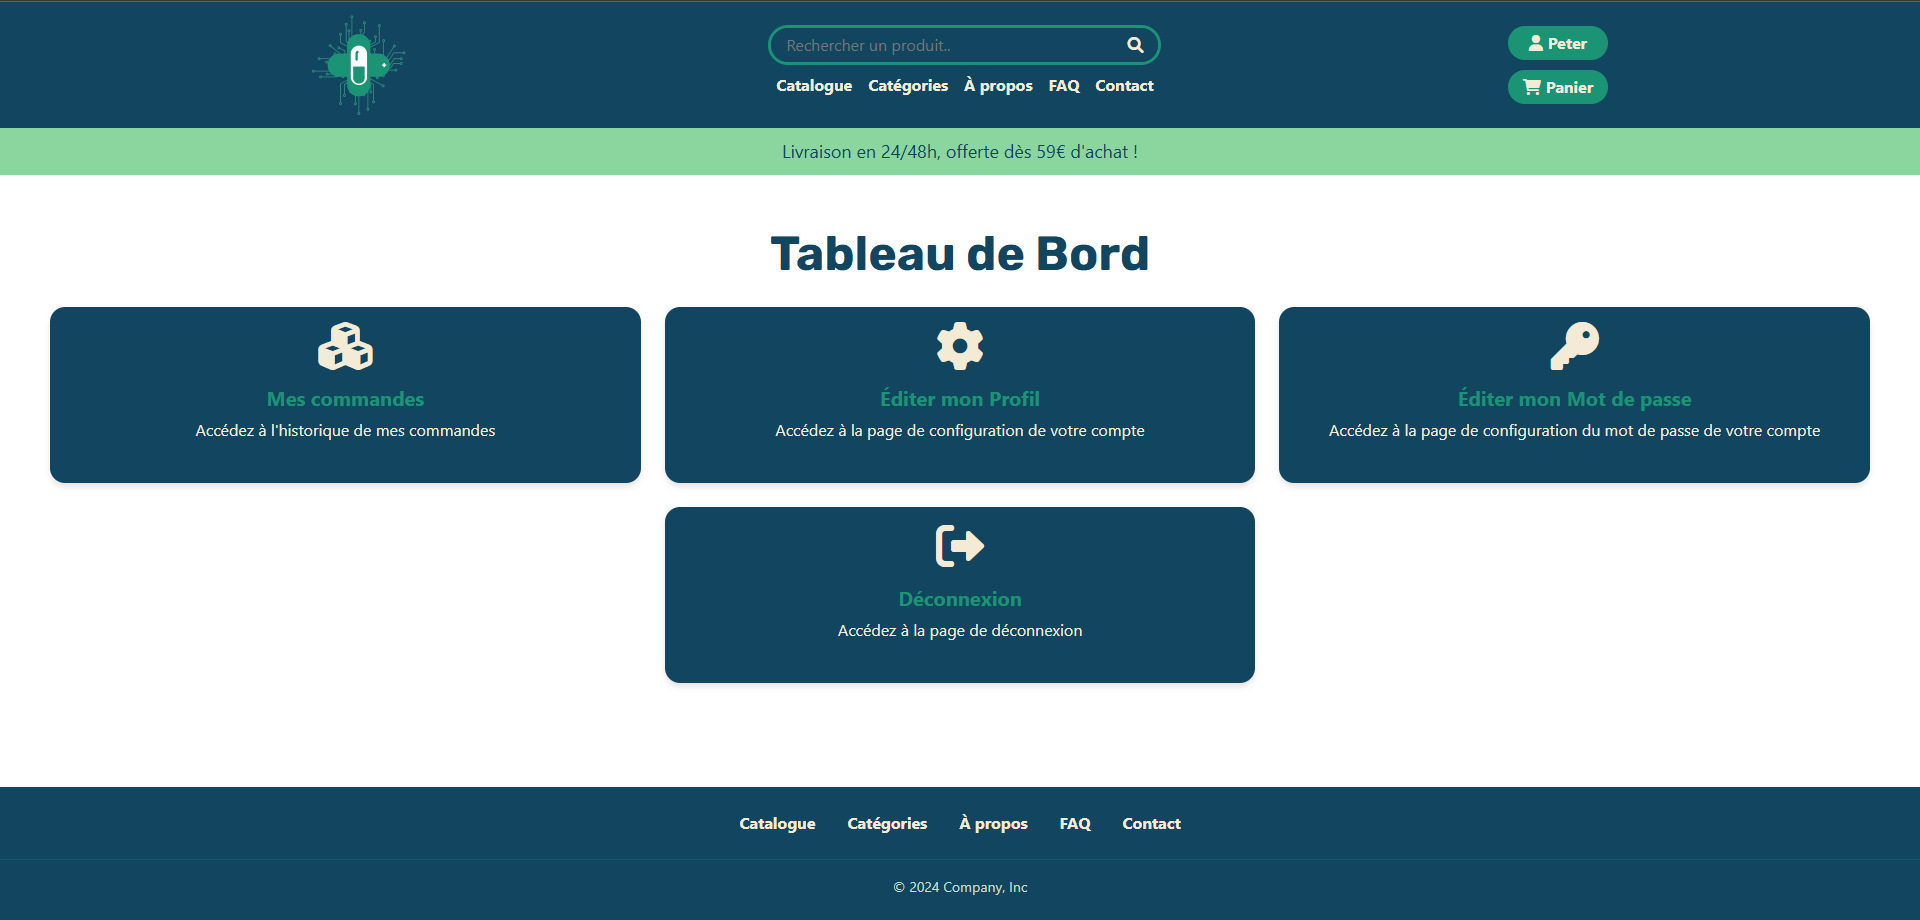 Rechercher un produit..
Catalogue Catégories À propos FAQ Contact
Peter
Panier
Livraison en 24/48h, offerte dès 59€ d'achat !
Tableau de Bord
Mes commandes
Accédez à l'historique de mes commandes
Éditer mon Profil
Accédez à la page de configuration de votre compte
Éditer mon Mot de passe
Accédez à la page de configuration du mot de passe de votre compte
Déconnexion
Accédez à la page de déconnexion
Catalogue Catégories À propos FAQ Contact
© 2024 Company, Inc